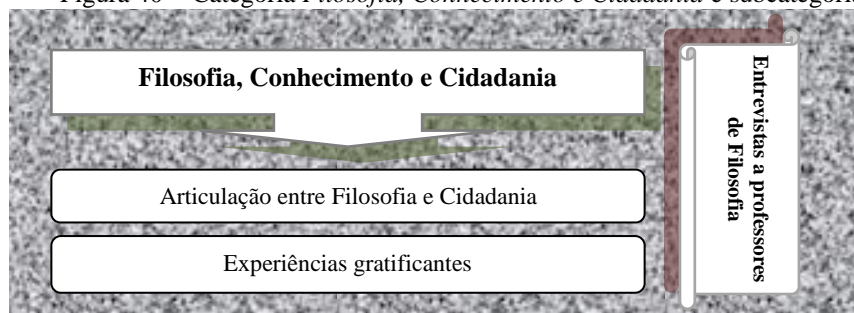 Categoria Filosofia, Conhecimento e Cidadania e
Filosofia, Conhecimento e Cidadania
Articulação entre Filosofia e Cidadania
Experiências gratificantes
Entrevistas a professores
de Filosofia